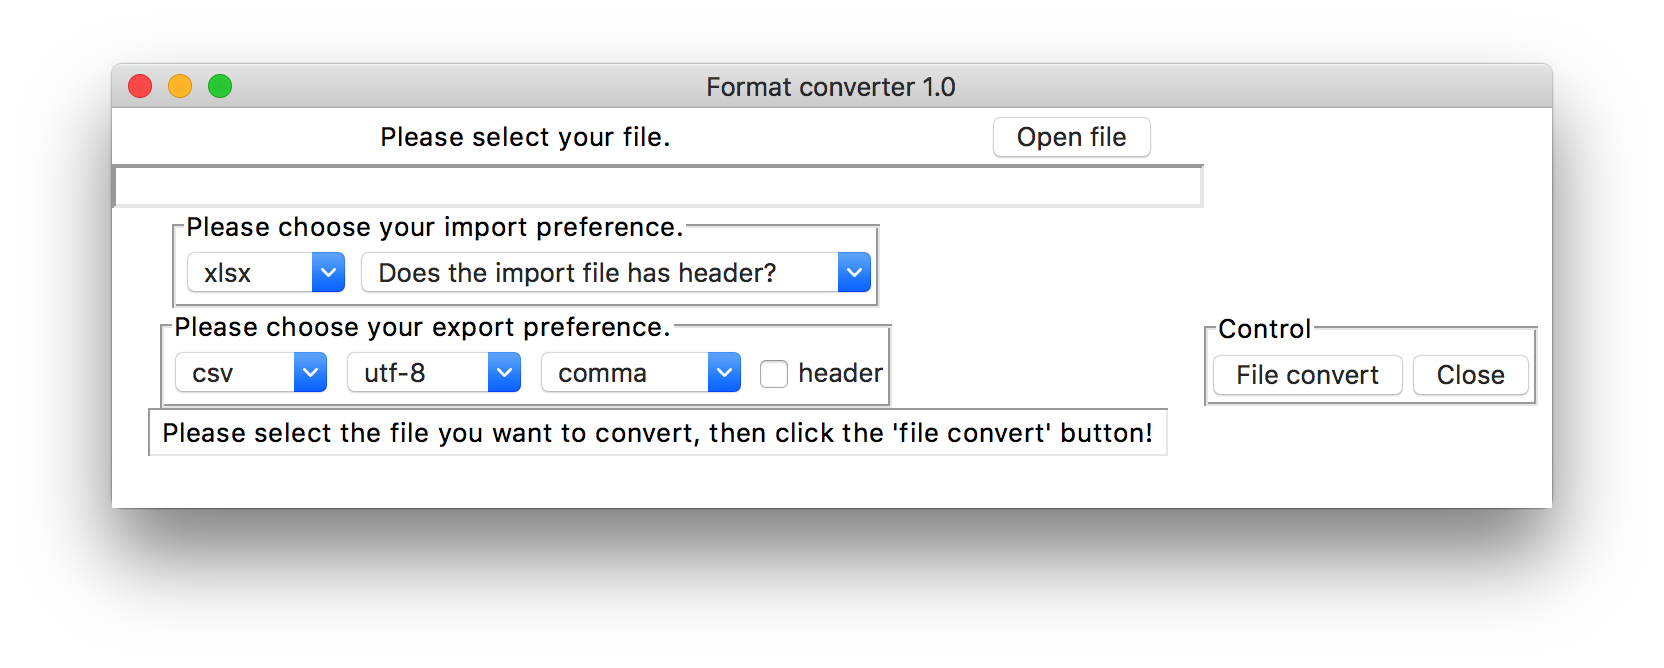 Format converter 1.0
Please select your file.
Open file
Please choose your import preference.
xlsx
Does the import file has header?
Please choose your export preference.
csv
utf-8
comma
header
Control
File convert
Close
Please select the file you want to convert, then click the 'file convert' button!